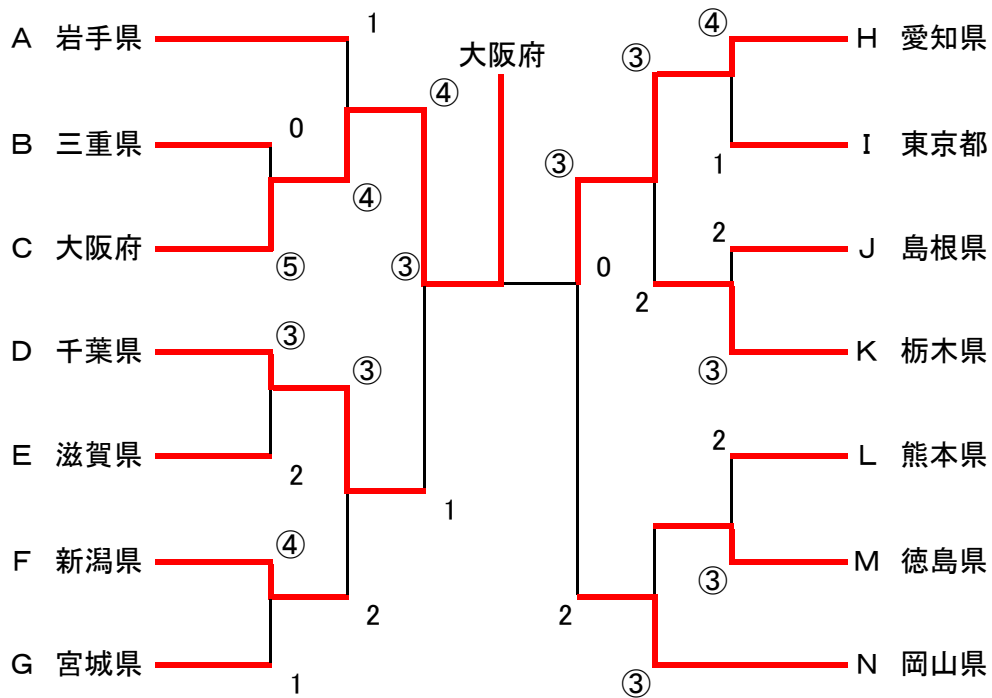 A 岩手県
1
B 三重県
0
C 大阪府
④
⑤
④
③
大阪府
D 千葉県
③
③
E 滋賀県
2
1
F 新潟県
④
2
G 宮城県
1
④
H 愛知県
③
I 東京都
1
③
0
J 島根県
2
2
K 栃木県
③
L 熊本県
2
M 徳島県
③
2
N 岡山県
③